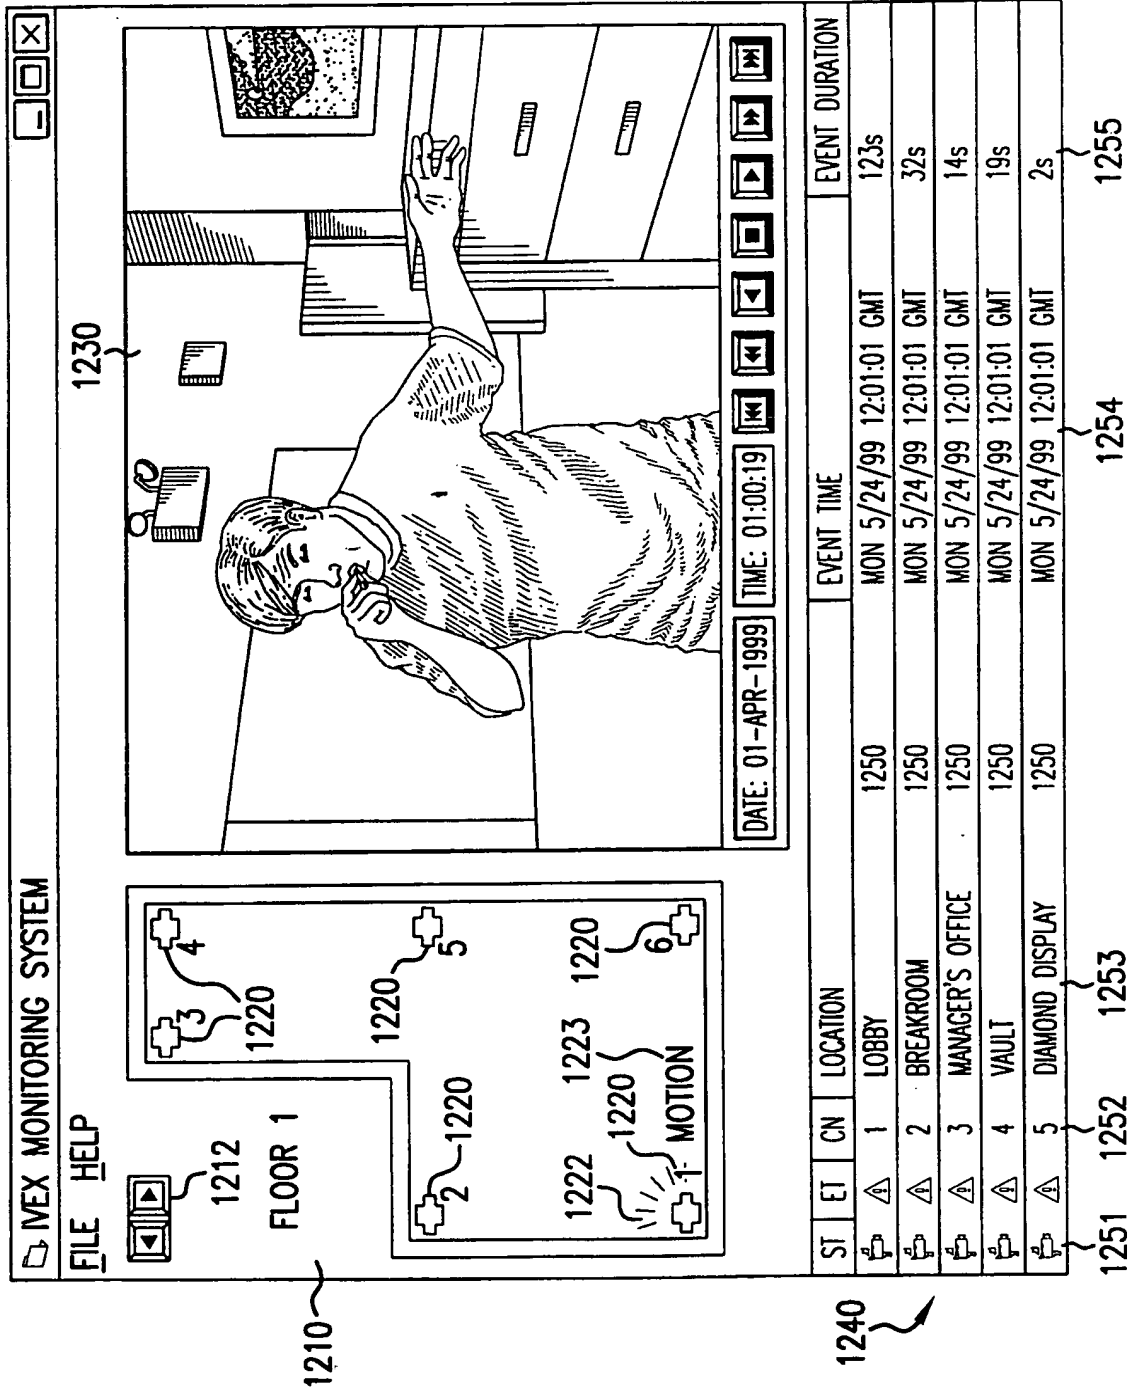 IVEX MONITORING SYSTEM
FILE HELP
1212
FLOOR 1
1210
1230
3
4
1220
2
1220
1220
5
1222
1220
1223
1
MOTION
1220
6
DATE: 01-APR-1999 TIME: 01:00:19
1240
ST ET CN LOCATION EVENT TIME EVENT DURATION
1 LOBBY 1250 MON 5/24/99 12:01:01 GMT 123s
2 BREAKROOM 1250 MON 5/24/99 12:01:01 GMT 32s
3 MANAGER'S OFFICE 1250 MON 5/24/99 12:01:01 GMT 14s
4 VAULT 1250 MON 5/24/99 12:01:01 GMT 19s
5 DIAMOND DISPLAY 1250 MON 5/24/99 12:01:01 GMT 2s
1251 1252 1253 1254 1255